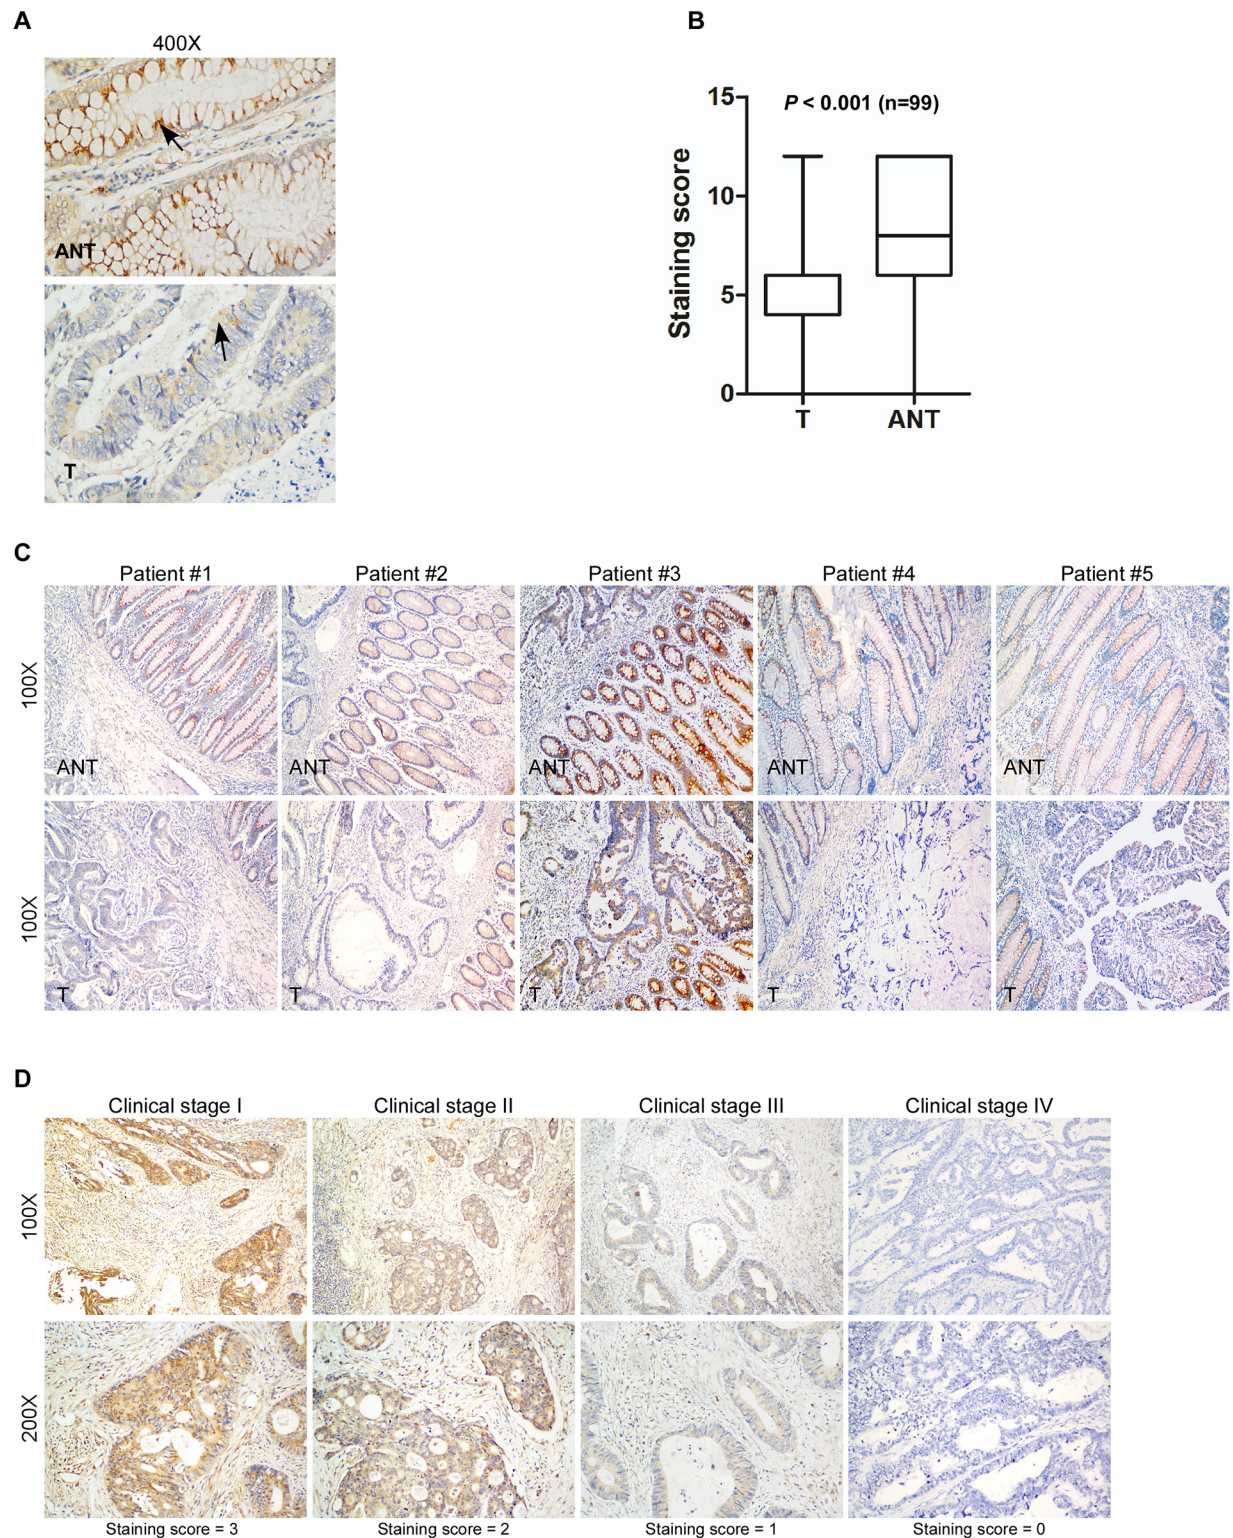 A
400X
ANT
T
B
15
10
5
0
Staining score
P < 0.001 (n=99)
T
ANT
C
Patient #1
Patient #2
Patient #3
Patient #4
Patient #5
100X
ANT
ANT
ANT
ANT
ANT
100X
T
T
T
T
T
D
Clinical stage I
Clinical stage II
Clinical stage III
Clinical stage IV
100X
200X
Staining score = 3
Staining score = 2
Staining score = 1
Staining score = 0